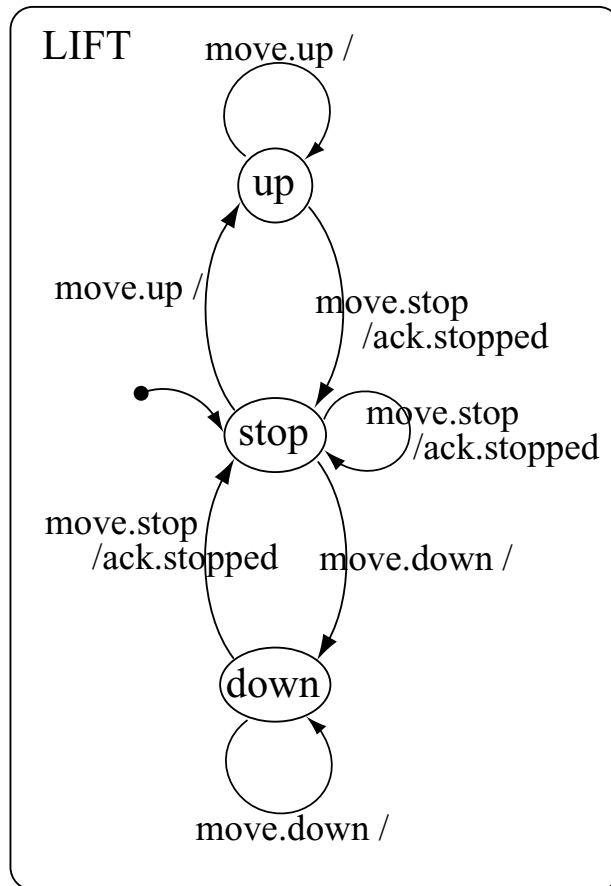 LIFT
move.up /
up
move.up /
move.stop
/ack.stopped
stop
move.stop
/ack.stopped
move.stop
/ack.stopped
move.down /
down
move.down /